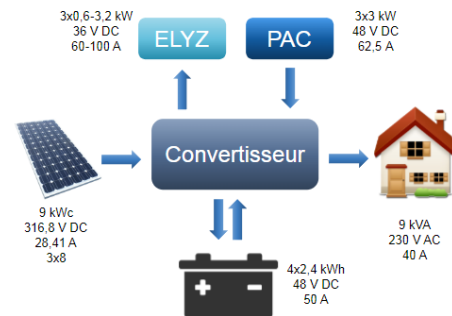 3x0,6-3,2 kW
36 V DC
60-100 A
ELYZ
PAC
3x3 kW
48 V DC
62,5 A
Convertisseur
9 kWc
316,8 V DC
28,41 A
3x8
9 kVA
230 V AC
40 A
4x2,4 kWh
48 V DC
50 A
+ -